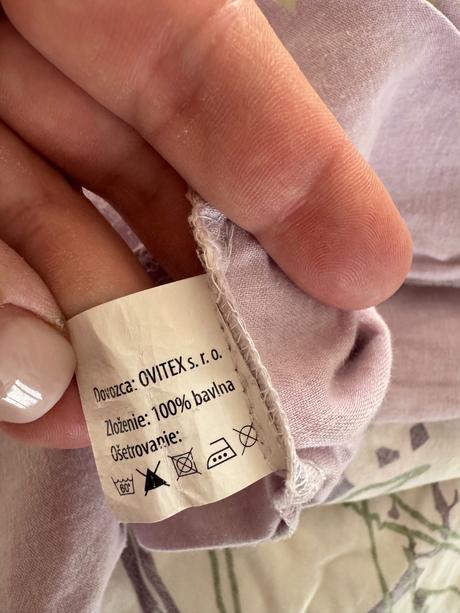 Dovozca: OVITEX s. r. o.
Zloženie: 100% bavlna
Ošetrovanie:
60°